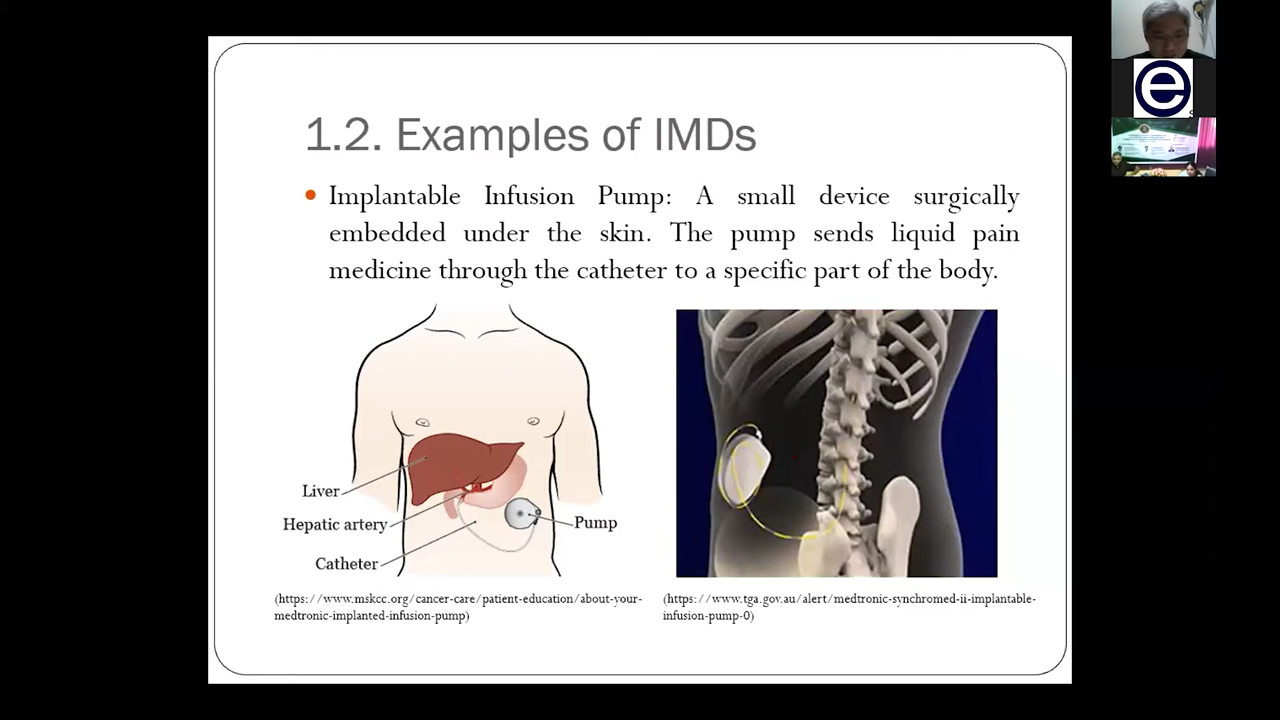 1.2. Examples of IMDs
• Implantable Infusion Pump: A small device surgically
embedded under the skin. The pump sends liquid pain
medicine through the catheter to a specific part of the body.
Liver
Hepatic artery
Catheter
Pump
(https://www.mskcc.org/cancer-care/patient-education/about-your-
medtronic-implanted-infusion-pump)
(https://www.tga.gov.au/alert/medtronic-synchromed-ii-implantable-
infusion-pump-0)
e